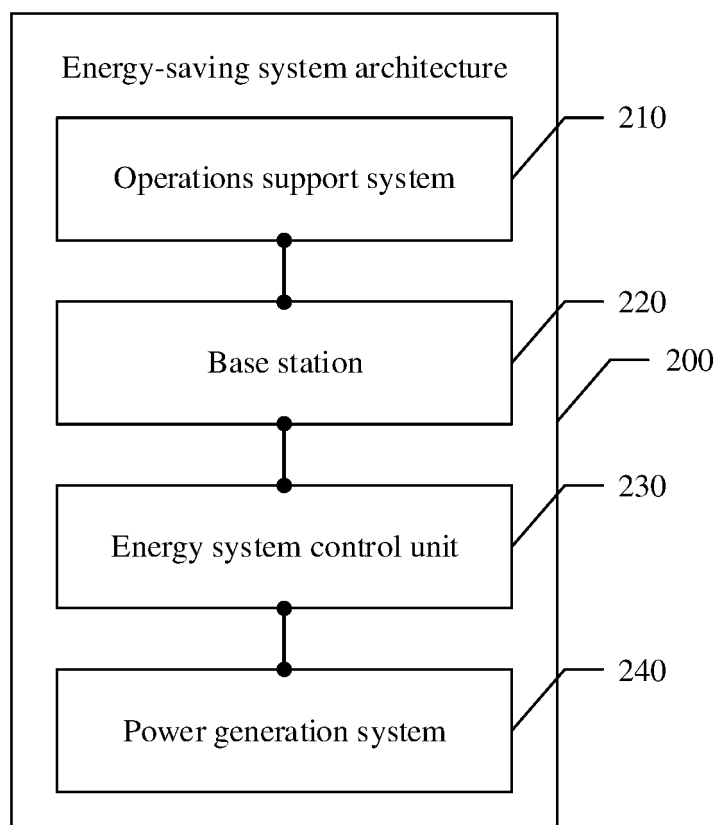 Energy-saving system architecture
210
Operations support system
220
Base station
200
230
Energy system control unit
240
Power generation system